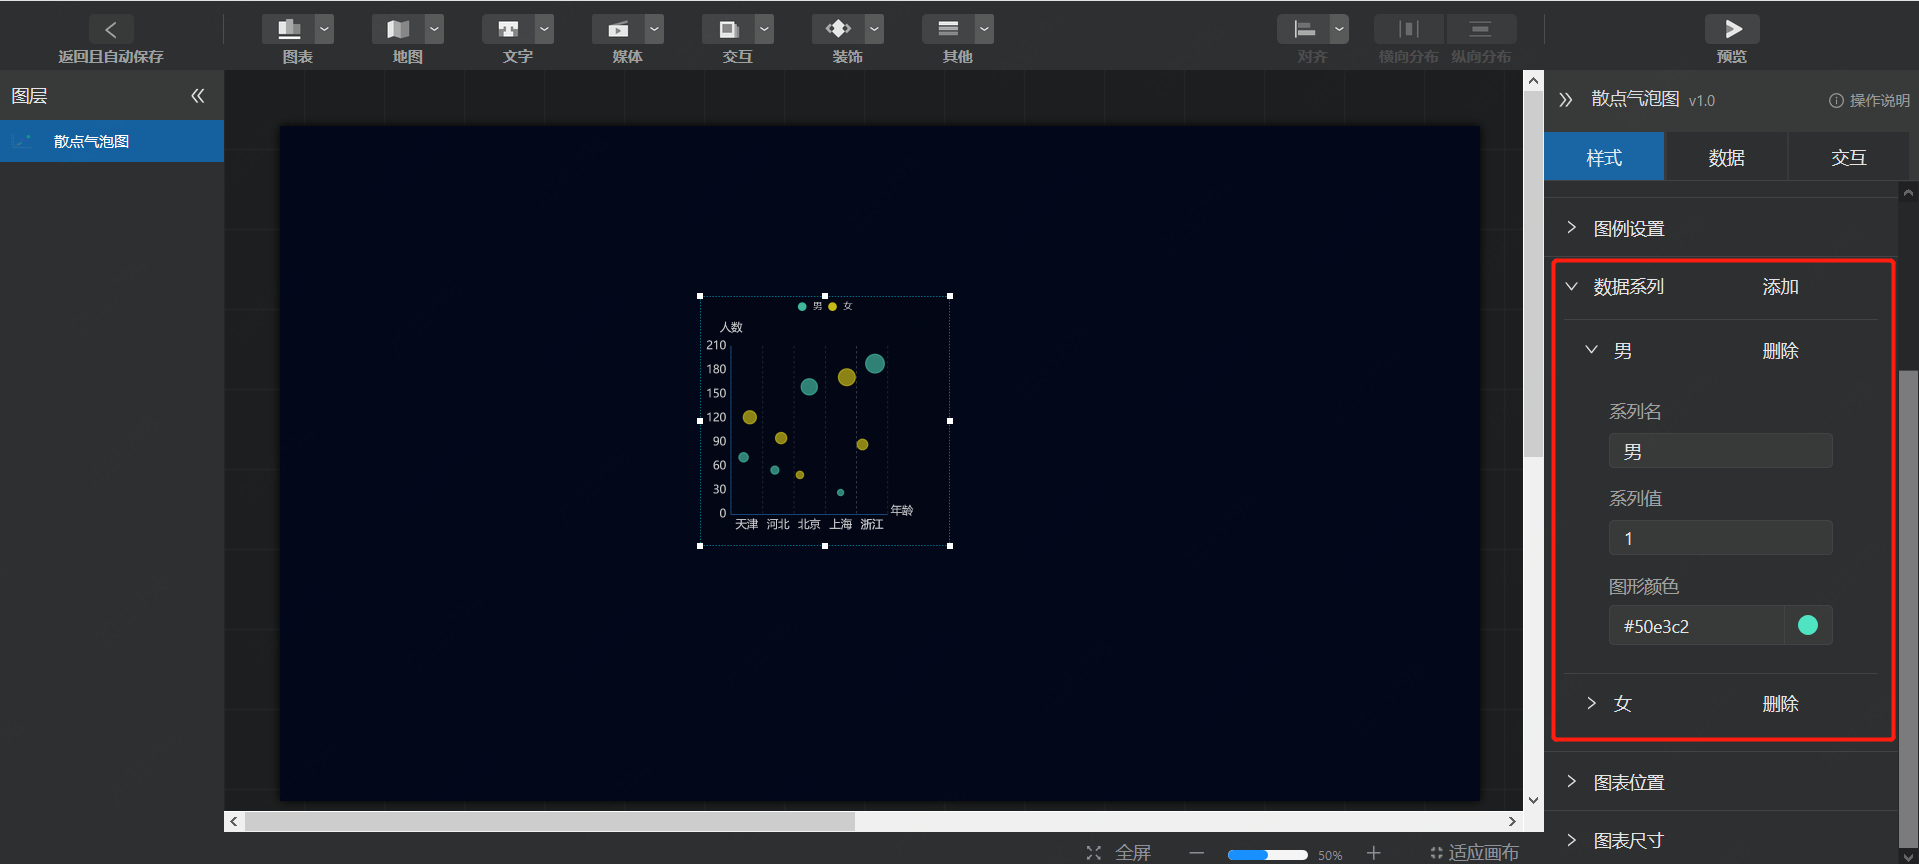 返回且自动保存
图表
地图
文字
媒体
交互
装饰
其他
对齐
横向分布
纵向分布
预览
图层
散点气泡图
男 女
人数
210
180
150
120
90
60
30
0
天津 河北 北京 上海 浙江
年龄
全屏
50%
适应画布
散点气泡图 v1.0
操作说明
样式
数据
交互
图例设置
数据系列 添加
男 删除
系列名
男
系列值
1
图形颜色
#50e3c2
女 删除
图表位置
图表尺寸